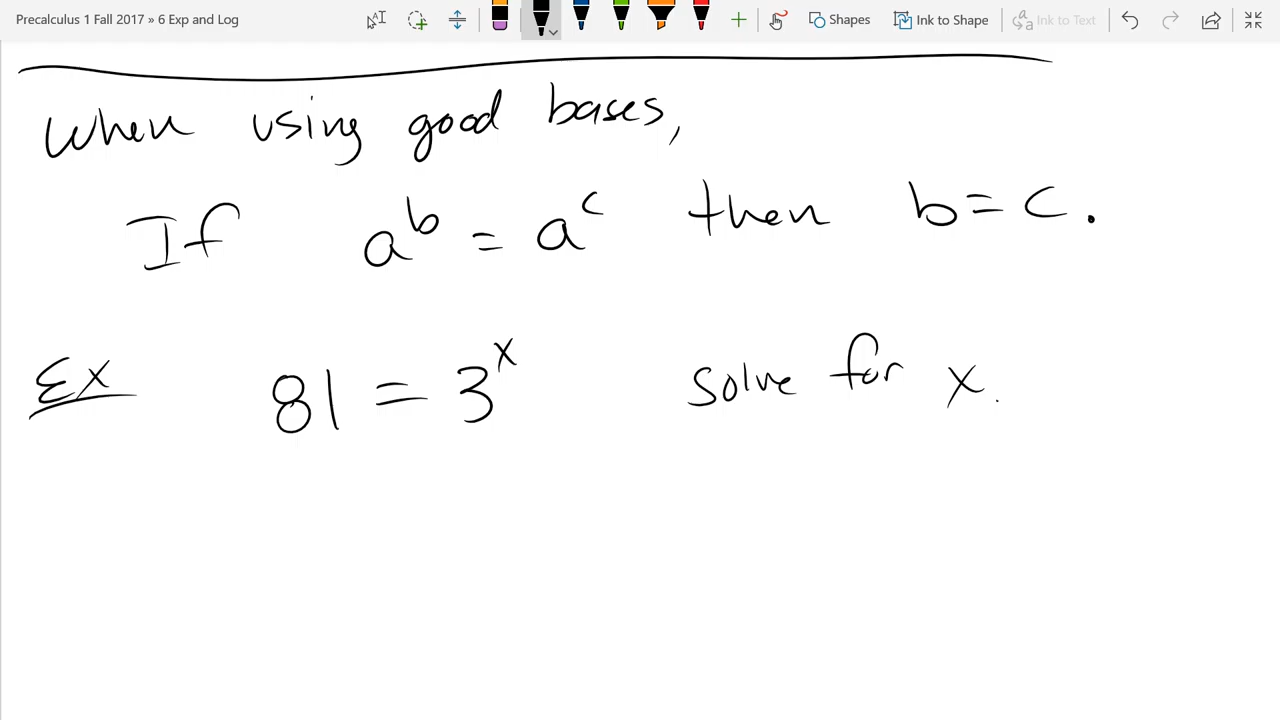 Precalculus 1 Fall 2017 » 6 Exp and Log
Shapes
Ink to Shape
Ink to Text
When using good bases,
If a^b = a^c then b = c.
Ex 81 = 3^x solve for x.